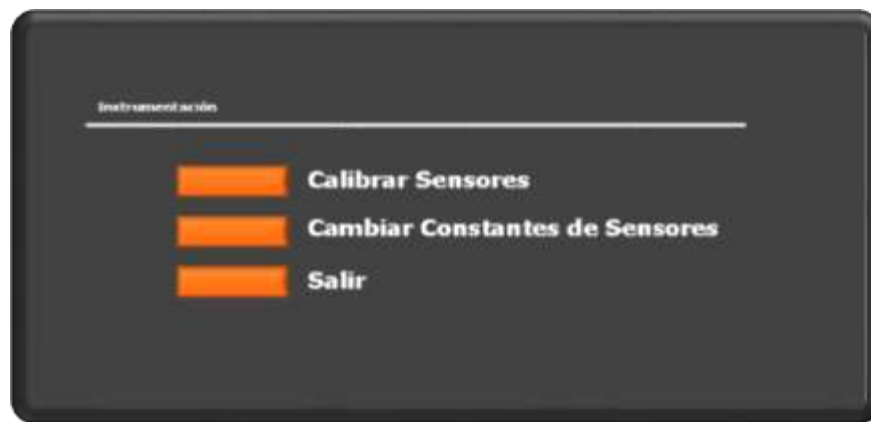 Instrumentación
Calibrar Sensores
Cambiar Constantes de Sensores
Salir